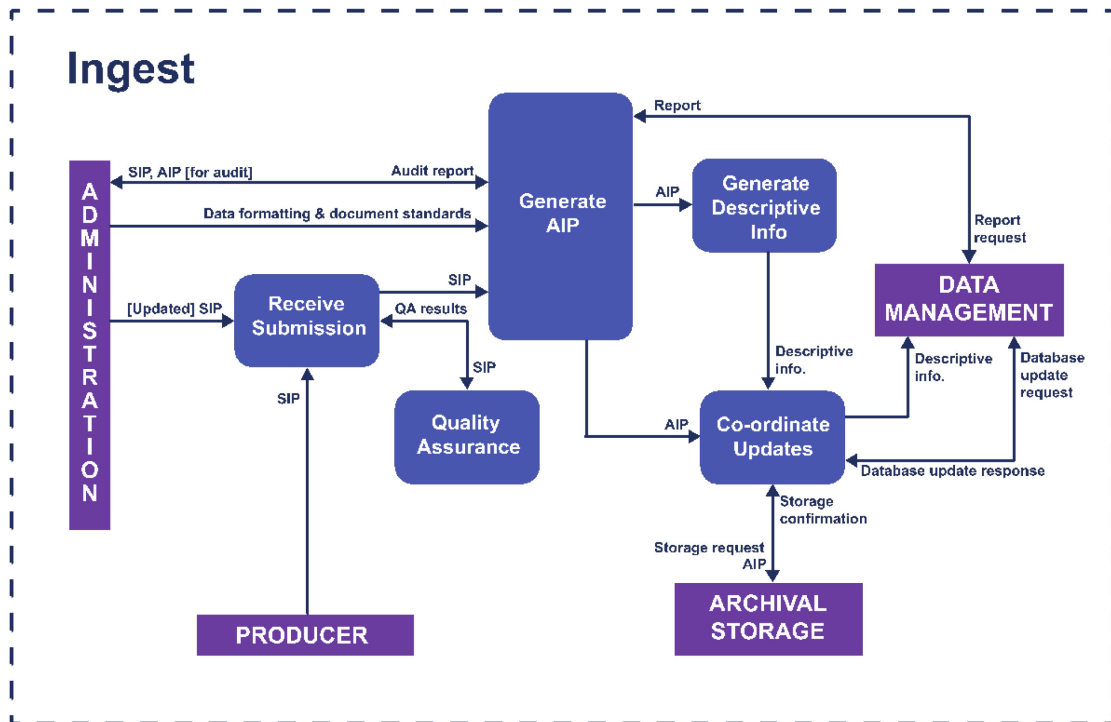 Ingest
Report
SIP, AIP [for audit]
Audit report
Generate
AIP
AIP
Generate
Descriptive
Info
Data formatting & document standards
Report
request
ADMINISTRATION
SIP
DATA
MANAGEMENT
[Updated] SIP
Receive
Submission
QA results
SIP
Descriptive
info.
Descriptive
info.
Database
update
request
SIP
Quality
Assurance
AIP
Co-ordinate
Updates
Database update response
Storage
confirmation
Storage request
AIP
ARCHIVAL
STORAGE
PRODUCER